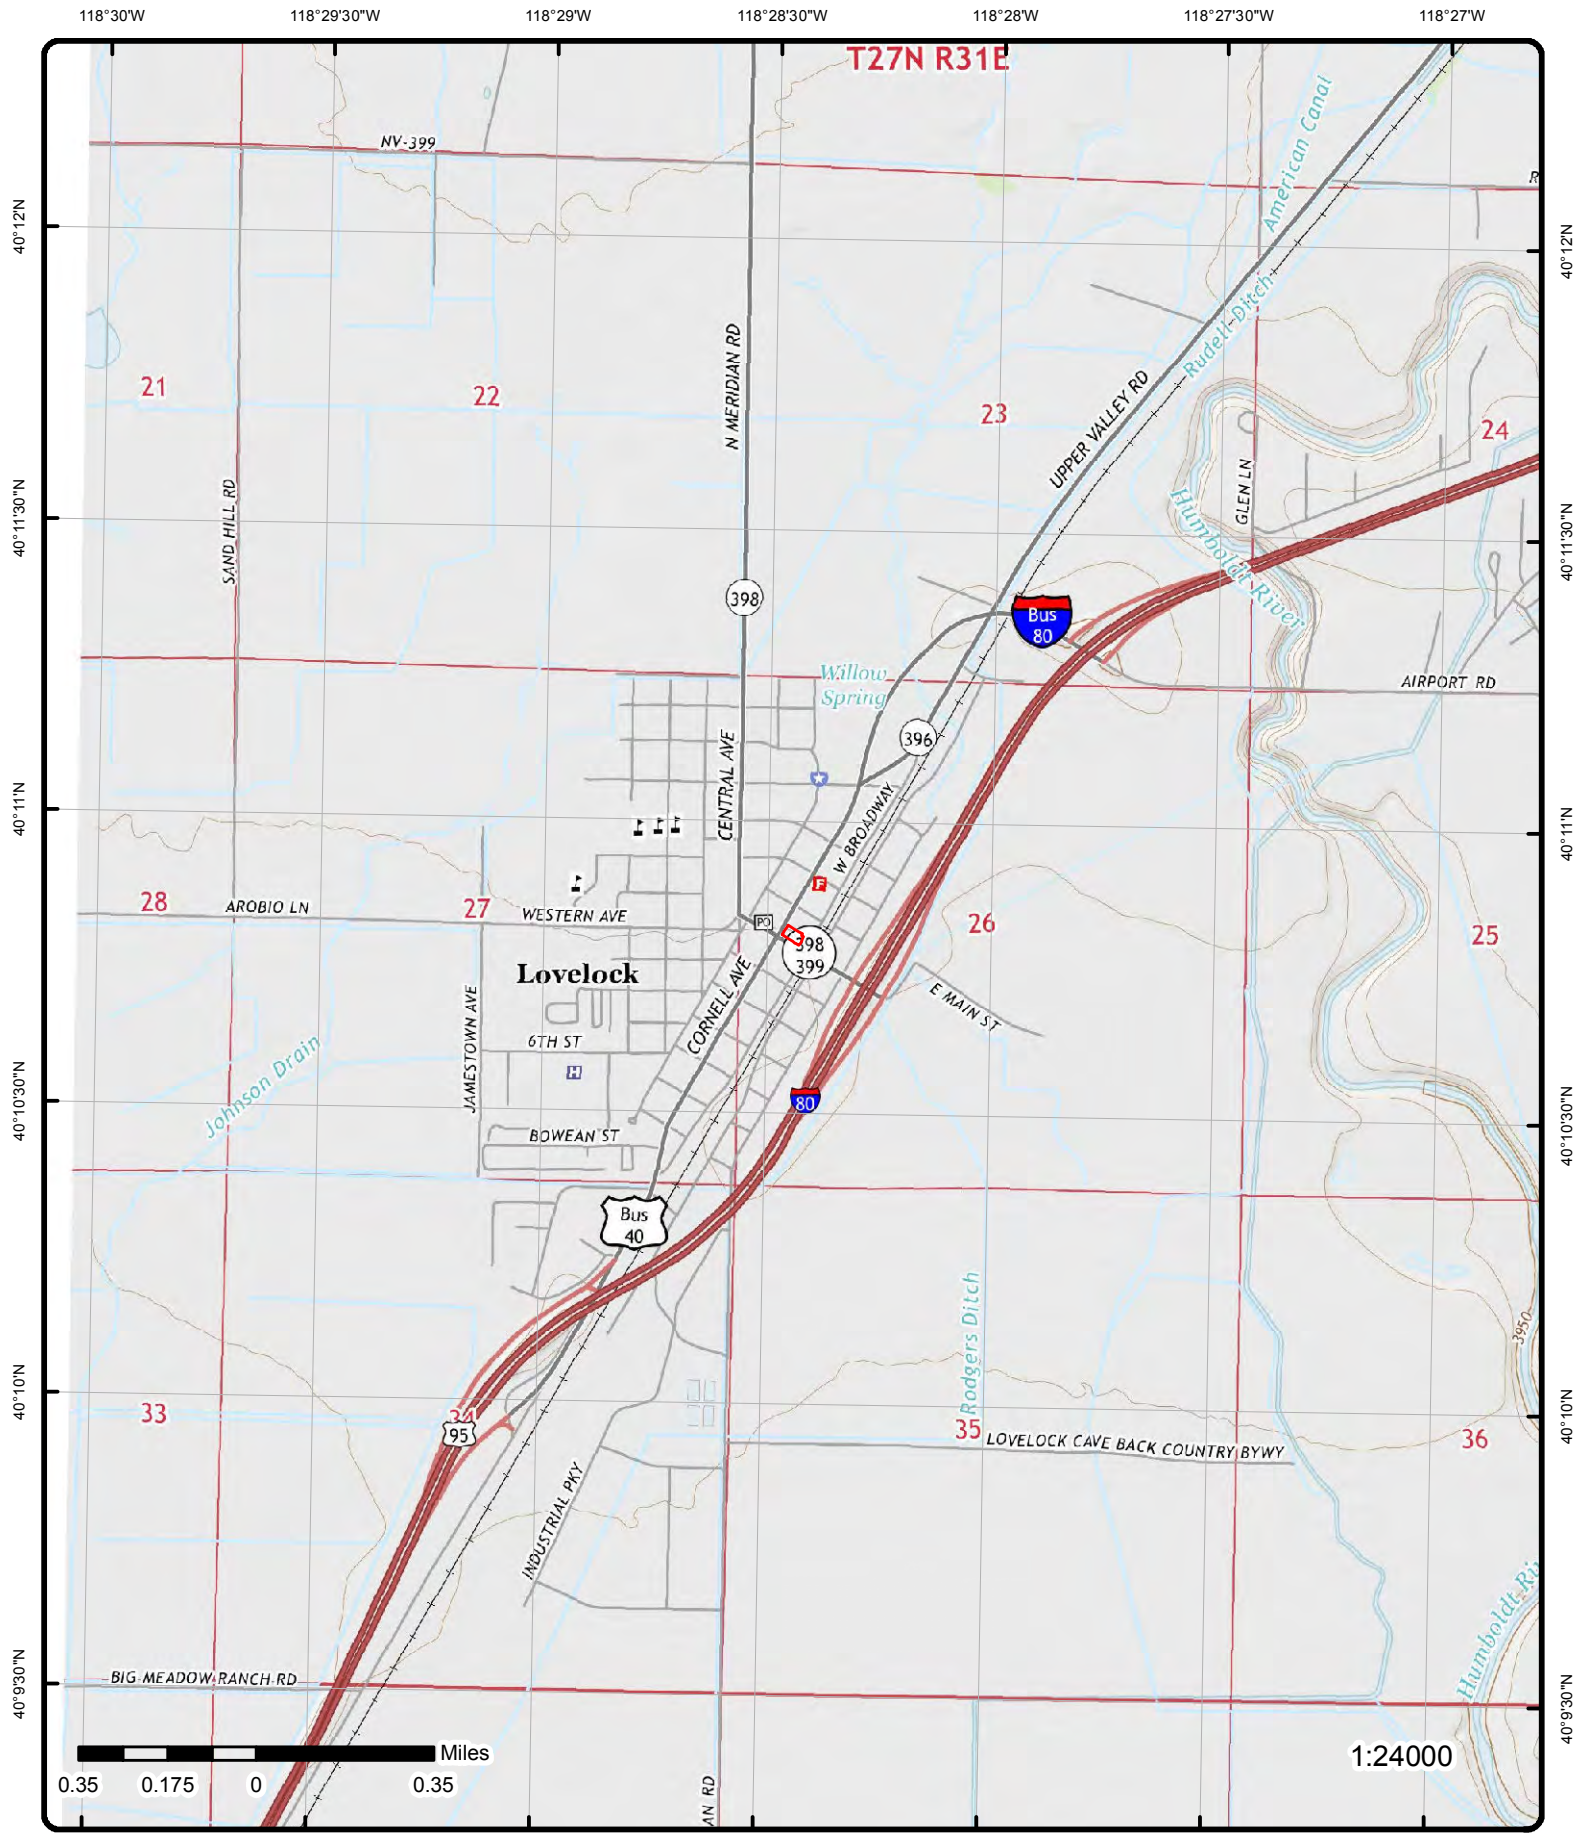 118°30'W
118°29'30"W
118°29'W
118°28'30"W
118°28'W
118°27'30"W
118°27'W
T27N R31E
American Canal
NV-399
40°12'N
40°12'N
Rudell Ditch
N MERIDIAN RD
UPPER VALLEY RD
21
22
23
24
SAND HILL RD
GLEN LN
Humboldt River
40°11'30"N
40°11'30"N
398
Bus
80
Willow
Spring
AIRPORT RD
396
CENTRAL AVE
W BROADWAY
40°11'N
40°11'N
F
28
AROBIO LN
27
WESTERN AVE
PO
26
25
398
399
Lovelock
CORNELL AVE
E MAIN ST
JAMESTOWN AVE
6TH ST
H
Johnson Drain
80
40°10'30"N
40°10'30"N
BOWEAN ST
Bus
40
Rodgers Ditch
3950
40°10'N
40°10'N
33
34
95
35
36
LOVELOCK CAVE BACK COUNTRY BYWY
INDUSTRIAL PKY
Humboldt Riv
40°9'30"N
40°9'30"N
BIG MEADOW RANCH RD
Miles
0.35
0.175
0
0.35
1:24000
AN RD